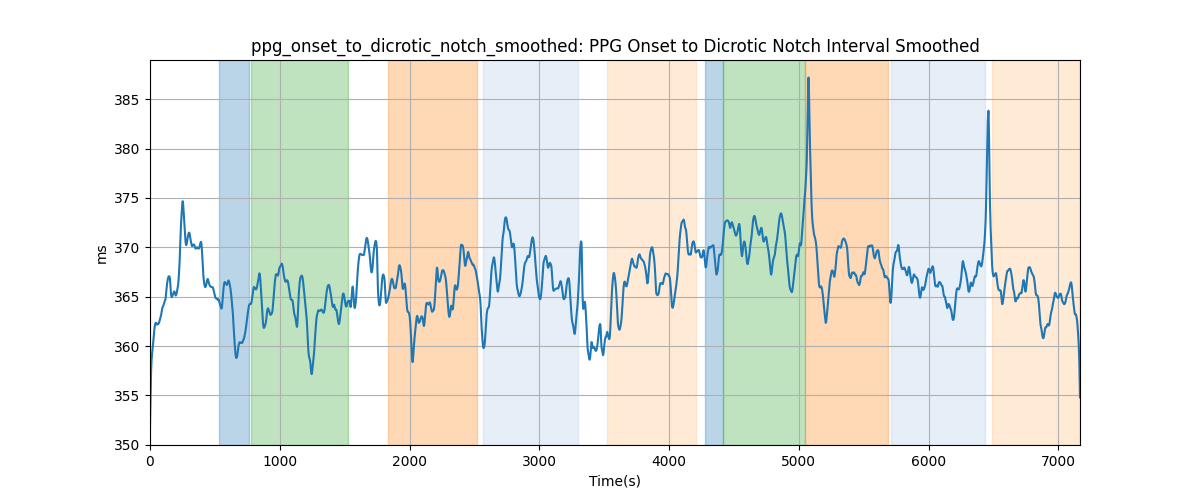 ppg_onset_to_dicrotic_notch_smoothed: PPG Onset to Dicrotic Notch Interval Smoothed
385
380
375
370
365
360
355
350
ms
0 1000 2000 3000 4000 5000 6000 7000
Time(s)